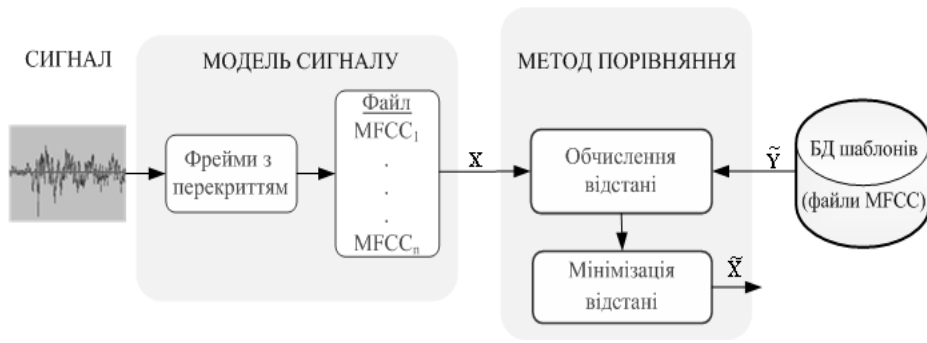 СИГНАЛ
МОДЕЛЬ СИГНАЛУ
МЕТОД ПОРІВНЯННЯ
Фрейми з
перекриттям
Файл
MFCC₁
.
.
.
MFCCₙ
X
Обчислення
відстані
Ỹ
БД шаблонів
(файли MFCC)
Мінімізація
відстані
X̃